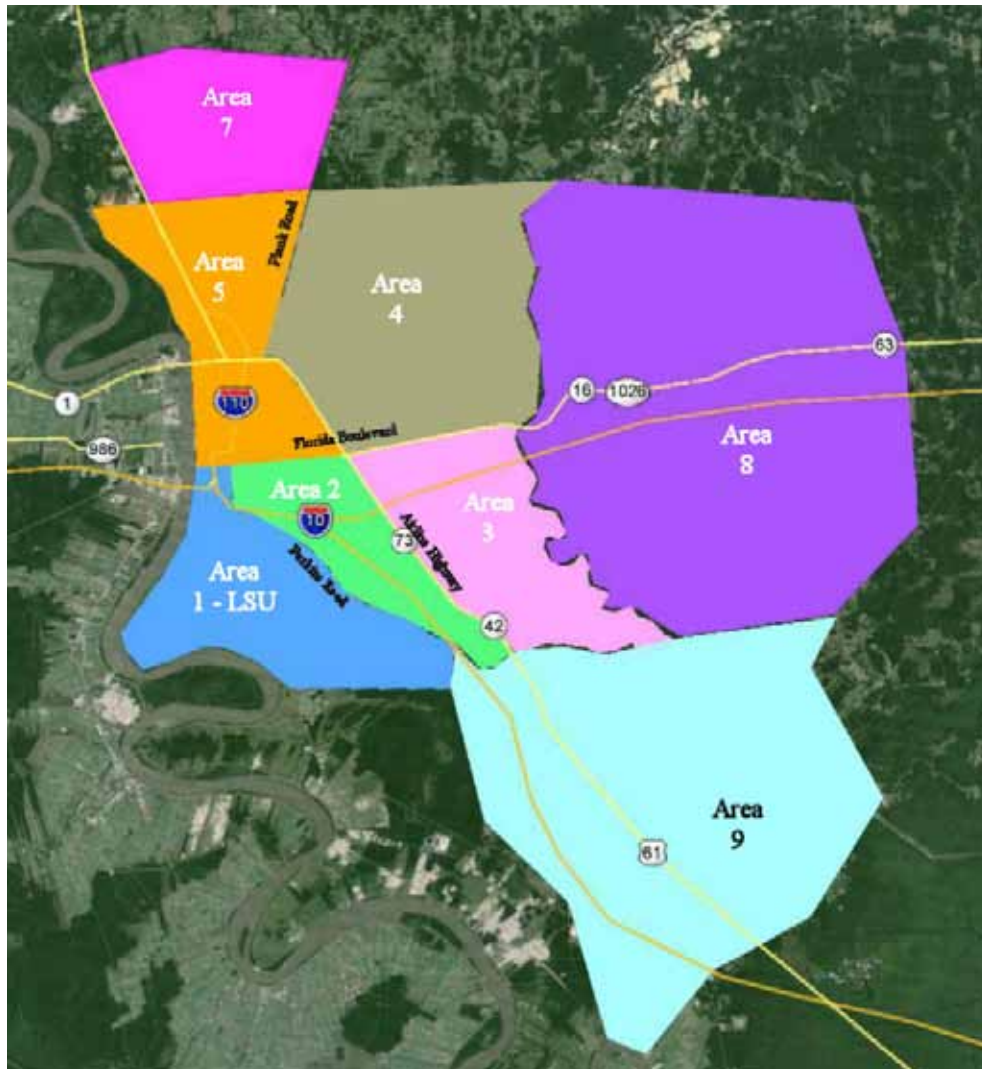 Area
7
Plank Road
Area
5
Area
4
63
1
110
16
1026
986
Florida Boulevard
Area
8
Area 2
10
Area
3
73
Airline Highway
Perkins Road
Area
1 - LSU
42
Area
9
61